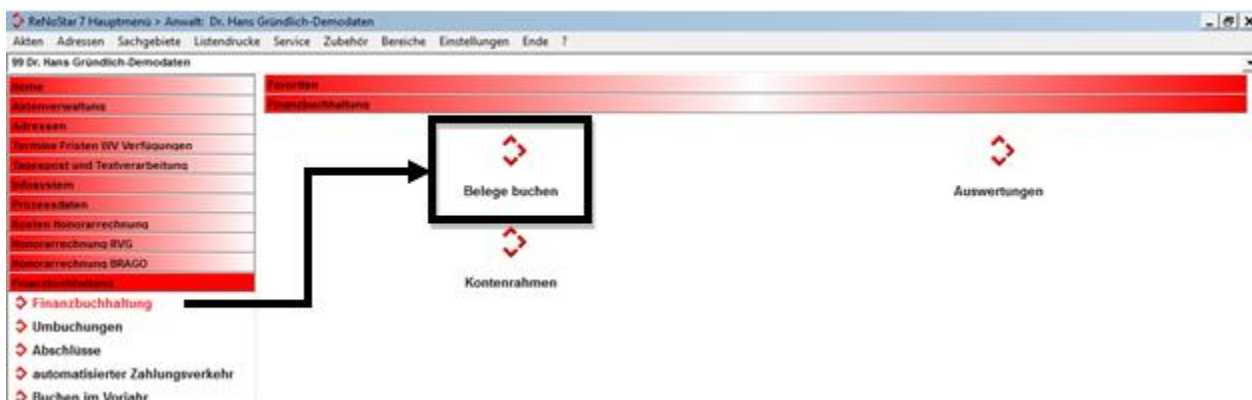 ReNoStar 7 Hauptmenü > Anwalt: Dr. Hans Gründlich-Demodaten
Akten Adressen Sachgebiete Listendrucke Service Zubehör Bereiche Einstellungen Ende ?
99 Dr. Hans Gründlich-Demodaten
Home
Aktenverwaltung
Adressen
Termine Fristen WV Verfügungen
Tagespost und Textverarbeitung
Infosystem
Prozessdaten
Kosten Honorarrechnung
Honorarrechnung RVG
Honorarrechnung BRAGO
Finanzbuchhaltung
Finanzbuchhaltung
Umbuchungen
Abschlüsse
automatisierter Zahlungsverkehr
Buchen im Vorjahr
Favoriten
Finanzbuchhaltung
Belege buchen
Auswertungen
Kontenrahmen